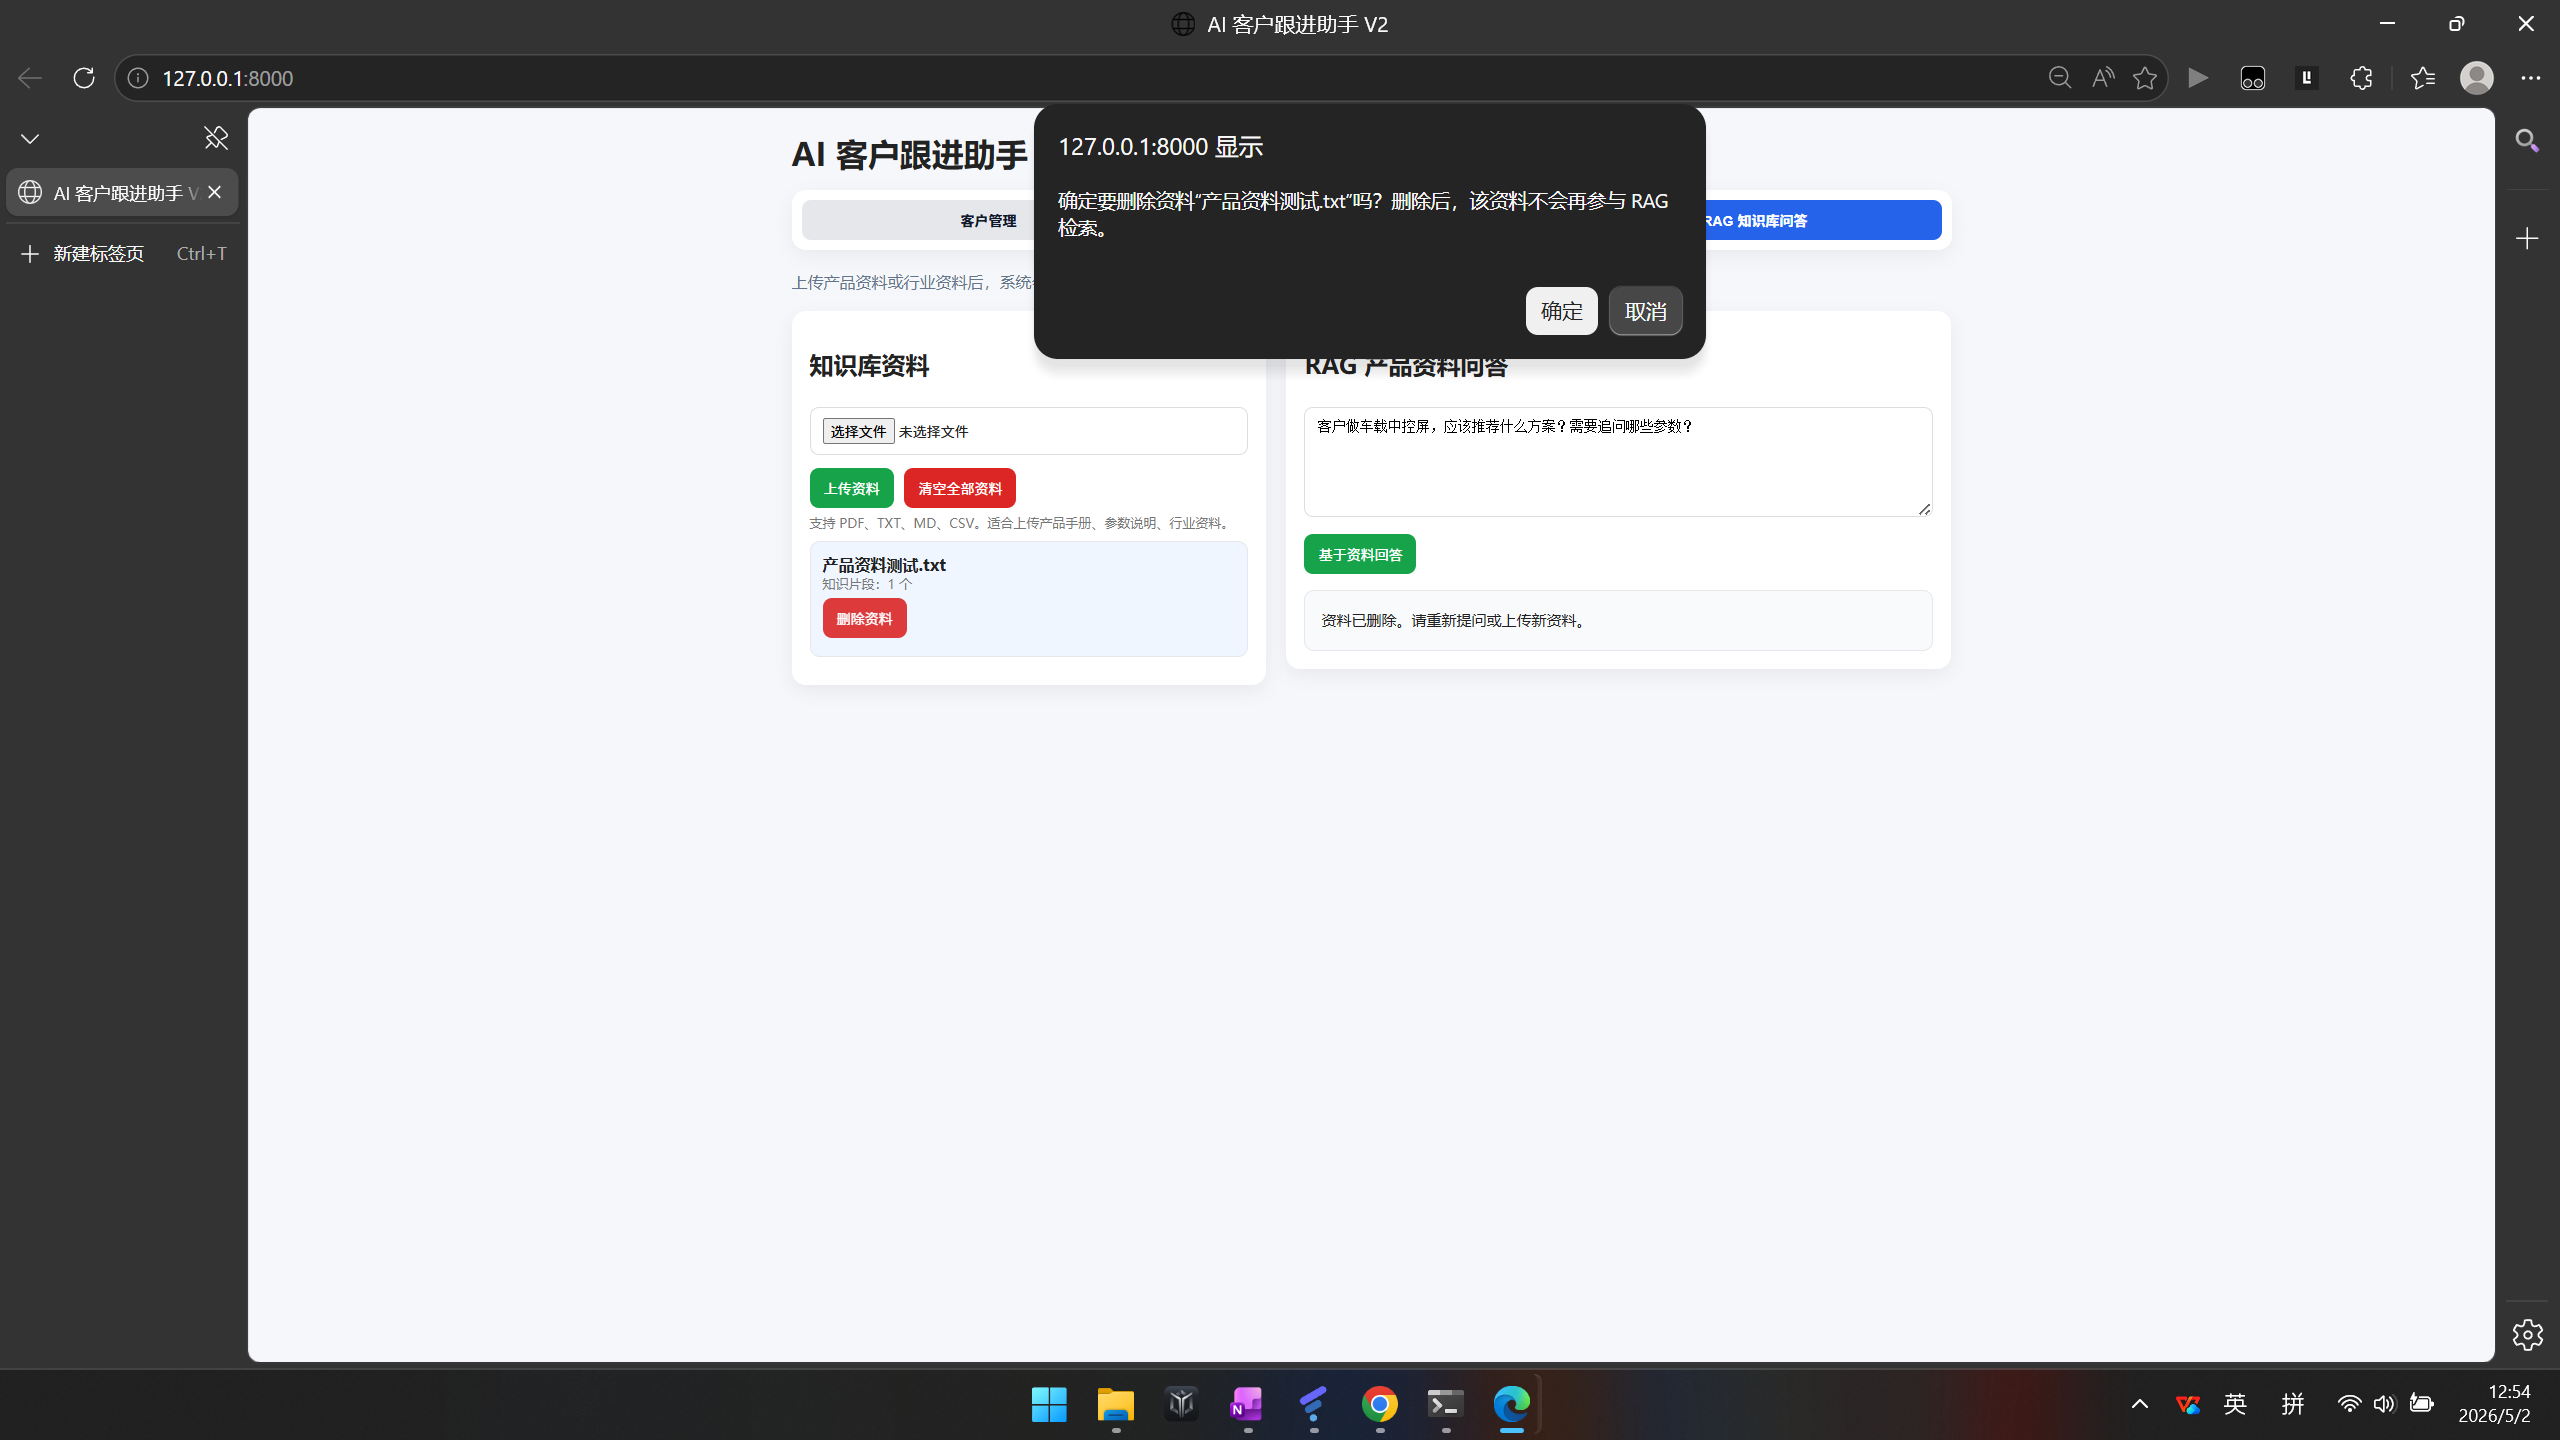 AI 客户跟进助手 V2
127.0.0.1:8000
AI 客户跟进助手 V
新建标签页 Ctrl+T
127.0.0.1:8000 显示
确定要删除资料“产品资料测试.txt”吗？删除后，该资料不会再参与 RAG
检索。
确定 取消
AI 客户跟进助手
客户管理
RAG 知识库问答
上传产品资料或行业资料后，系统
知识库资料
选择文件 未选择文件
上传资料 清空全部资料
支持 PDF、TXT、MD、CSV。适合上传产品手册、参数说明、行业资料。
产品资料测试.txt
知识片段：1 个
删除资料
RAG 产品资料问答
客户做车载中控屏，应该推荐什么方案？需要追问哪些参数？
基于资料回答
资料已删除。请重新提问或上传新资料。
英 拼
12:54
2026/5/2